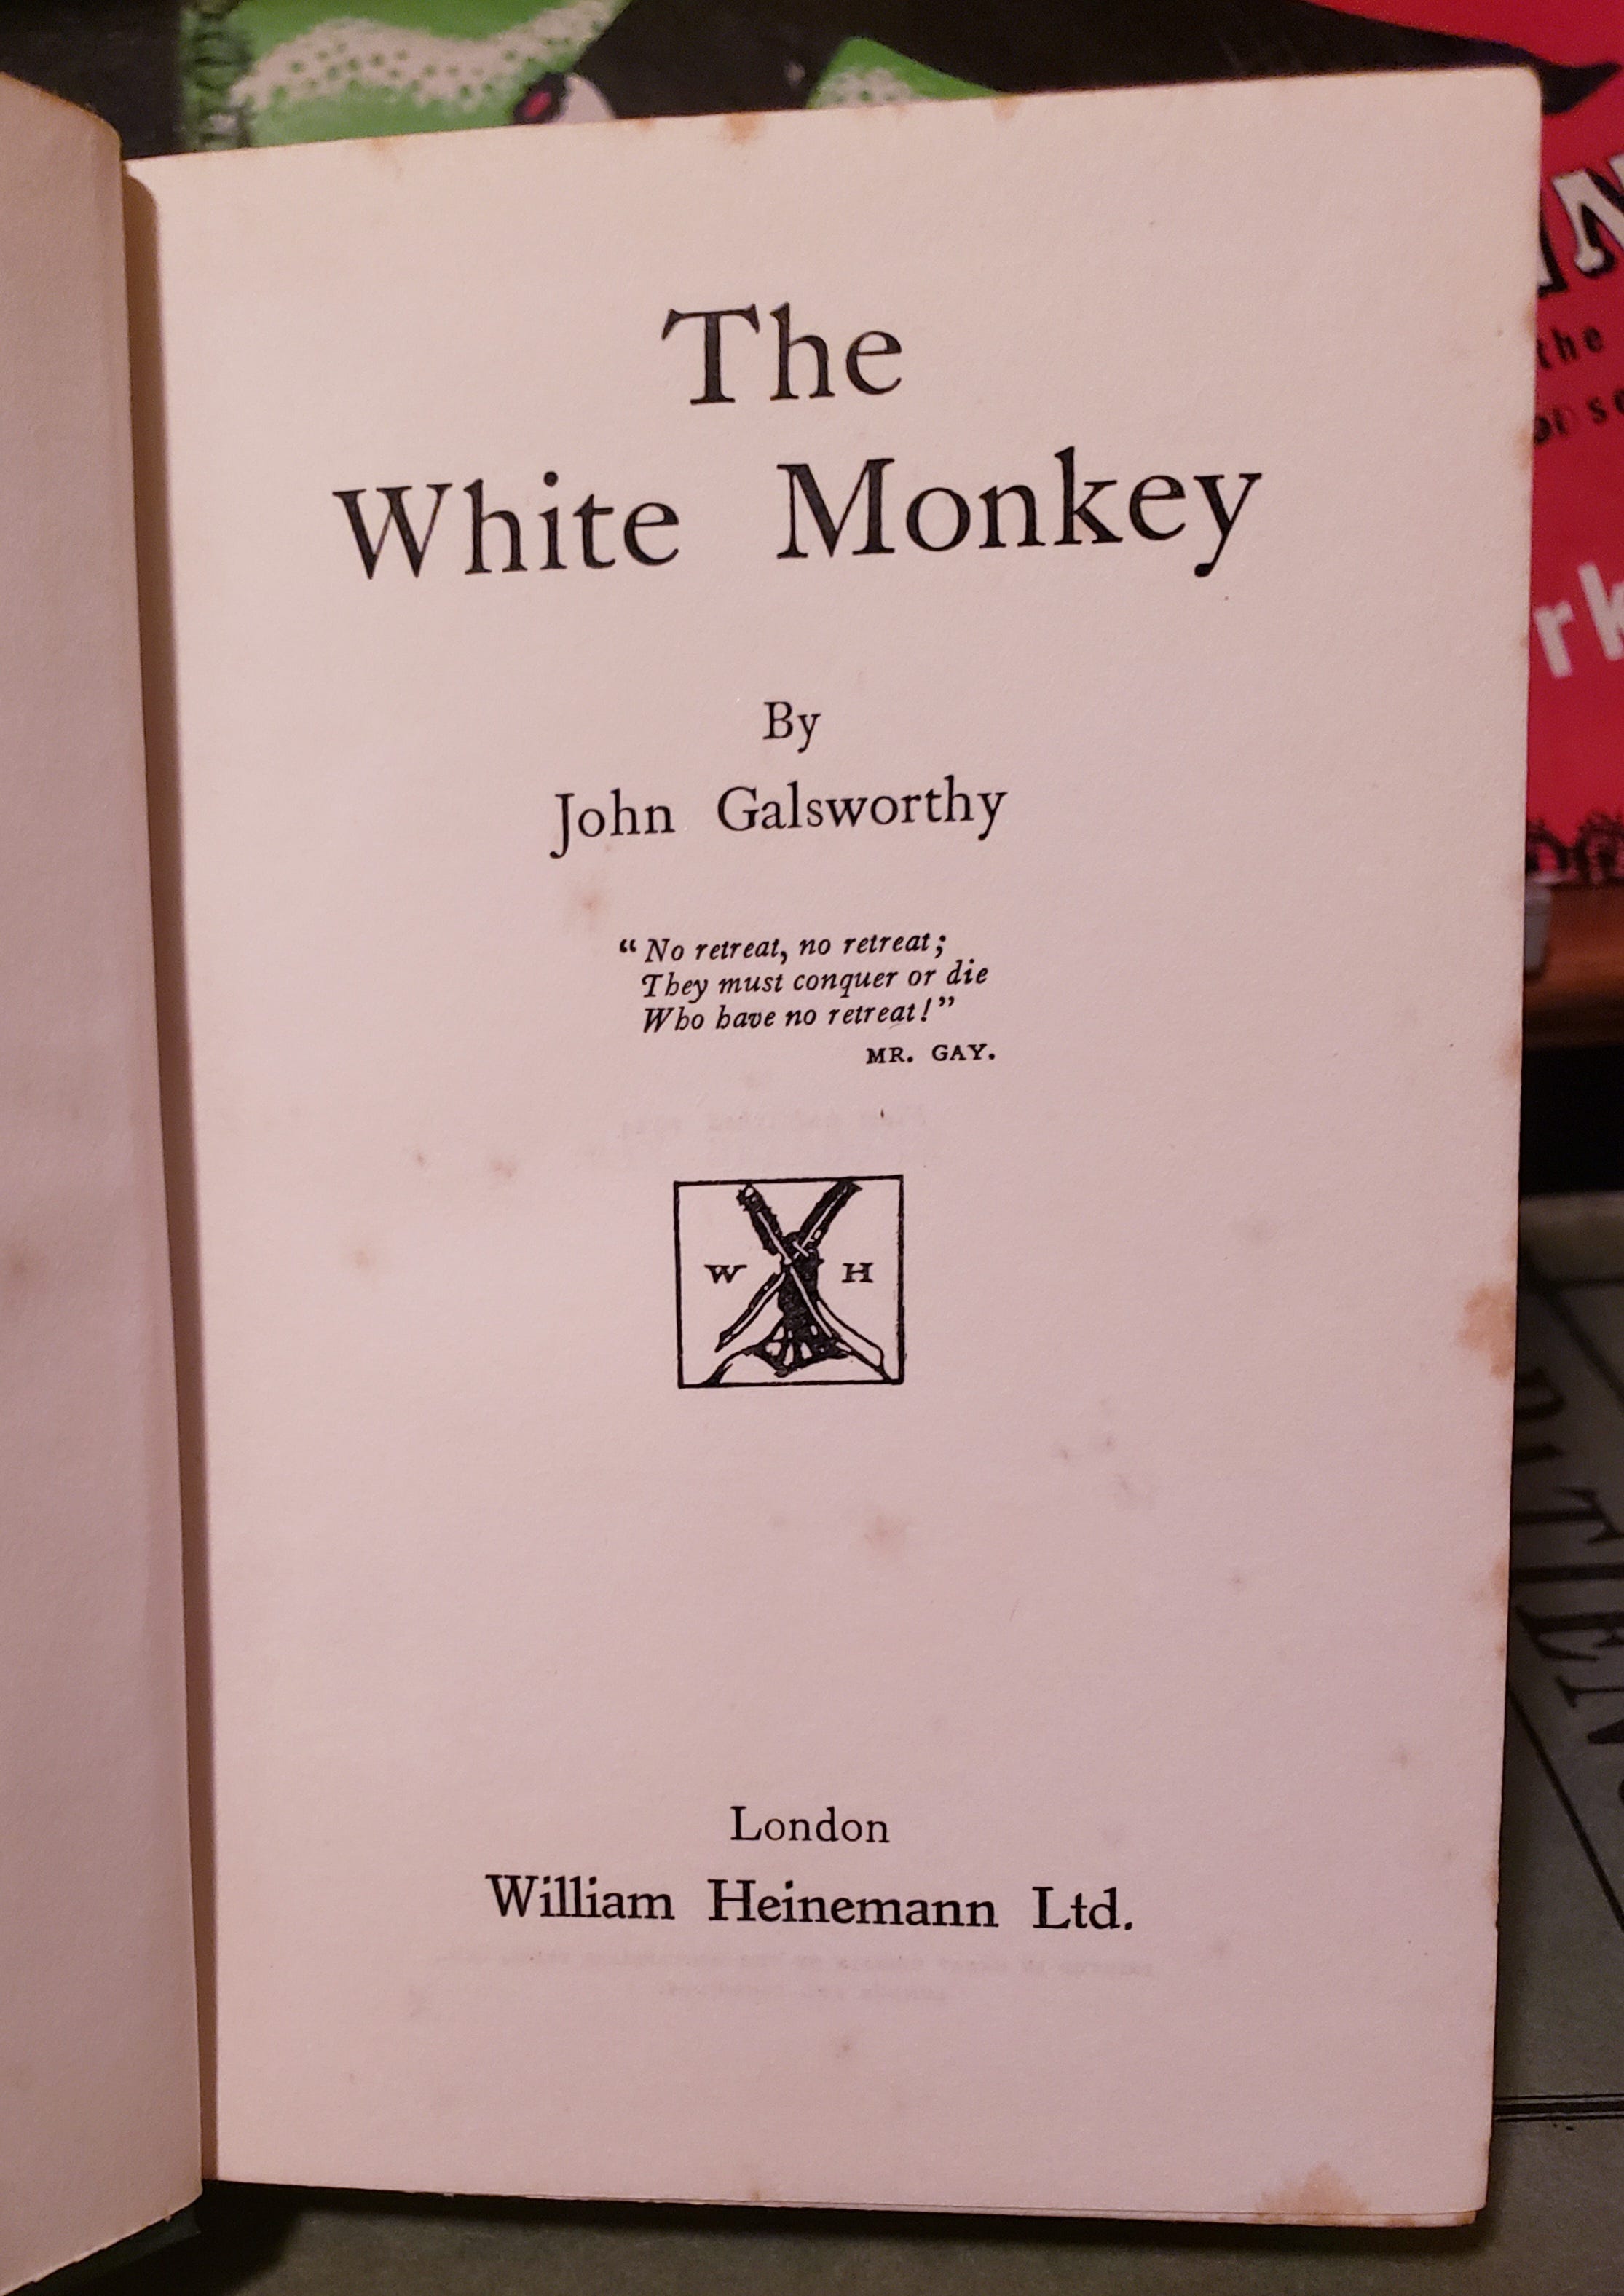 The
White Monkey
By
John Galsworthy
“No retreat, no retreat;
They must conquer or die
Who have no retreat!”
MR. GAY.
W H
London
William Heinemann Ltd.
the